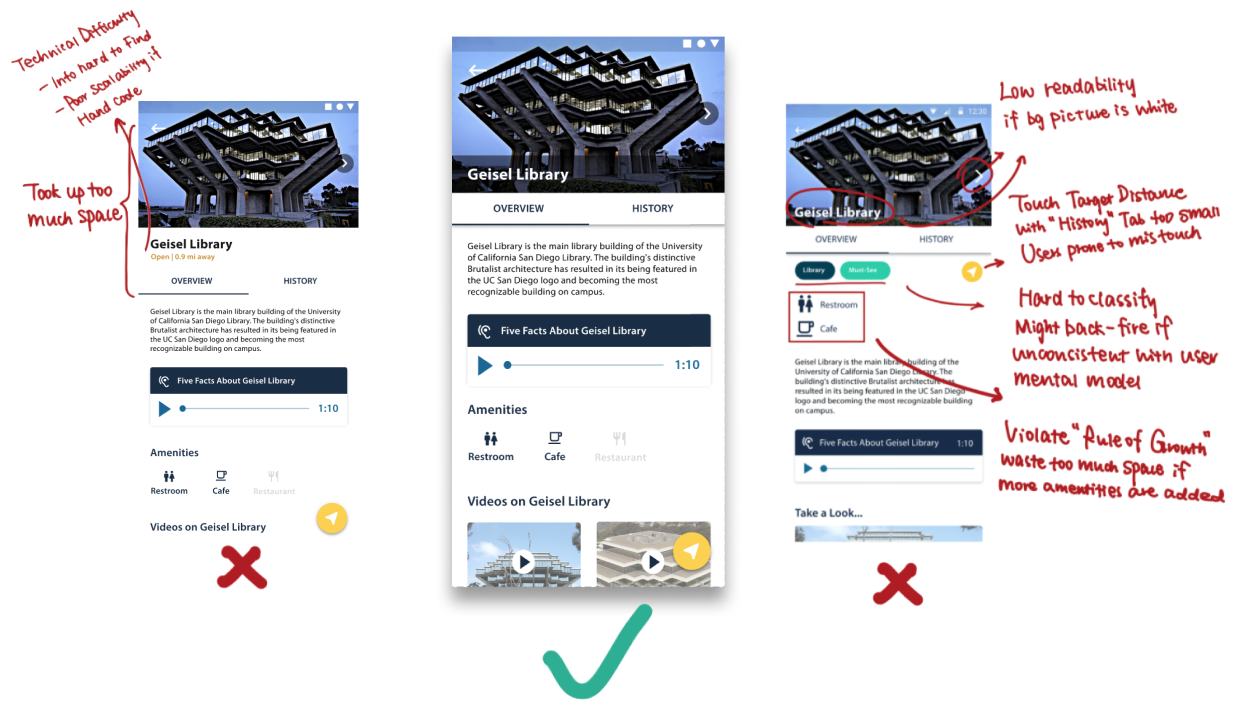 Technical Difficulty
- Into hard to Find
- Poor scalability if
Hand code
Took up too
much space
Geisel Library
Open | 0.9 mi away
OVERVIEW
HISTORY
Geisel Library is the main library building of the University
of California San Diego Library. The building's distinctive
Brutalist architecture has resulted in its being featured in
the UC San Diego logo and becoming the most
recognizable building on campus.
Five Facts About Geisel Library
1:10
Amenities
Restroom
Cafe
Restaurant
Videos on Geisel Library
Geisel Library
OVERVIEW
HISTORY
Geisel Library is the main library building of the University
of California San Diego Library. The building's distinctive
Brutalist architecture has resulted in its being featured in
the UC San Diego logo and becoming the most
recognizable building on campus.
Five Facts About Geisel Library
1:10
Amenities
Restroom
Cafe
Restaurant
Videos on Geisel Library
12:30
Geisel Library
OVERVIEW
HISTORY
Library
Must-See
Restroom
Cafe
Geisel Library is the main library building of the
University of California San Diego Library. The
building's distinctive Brutalist architecture has
resulted in its being featured in the UC San Diego
logo and becoming the most recognizable building
on campus.
Five Facts About Geisel Library
1:10
Take a Look...
Low readability
if bg picture is white
Touch Target Distance
with "History" Tab too small
Users prone to mistouch
Hard to classify
Might back-fire if
unconsistent with user
mental model
Violate "Rule of Growth"
waste too much space if
more amentities are added